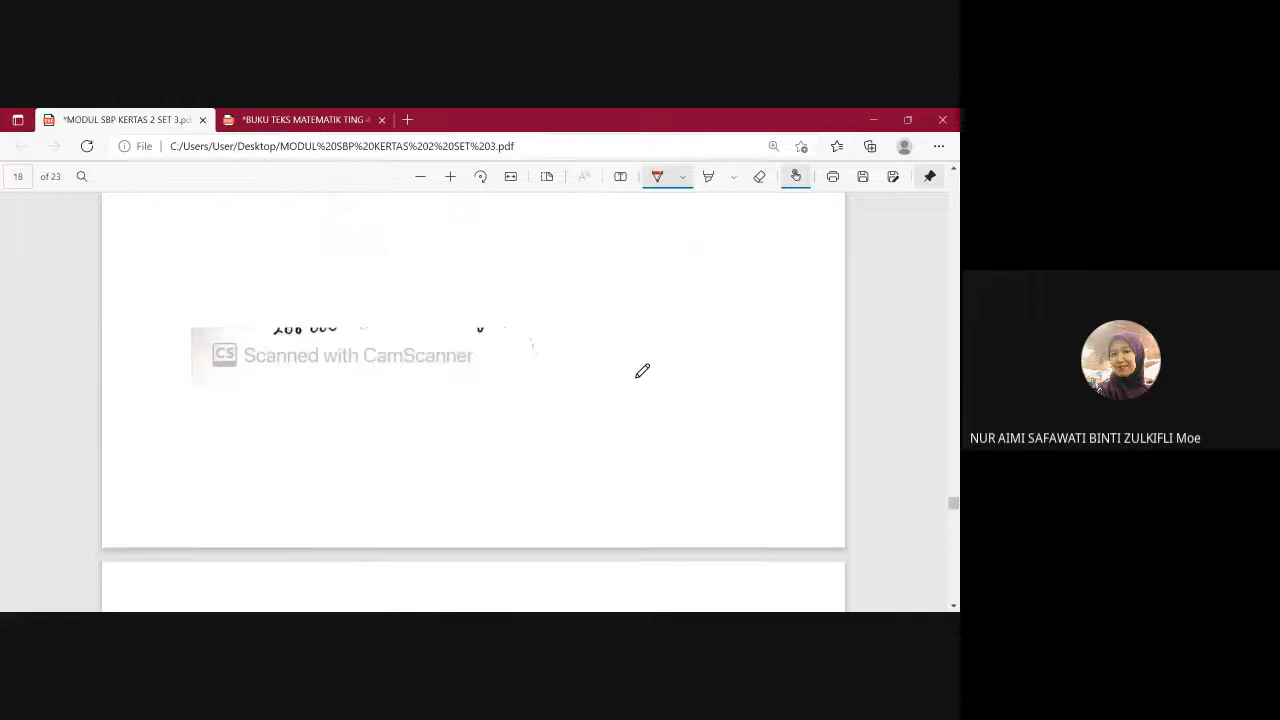 *MODUL SBP KERTAS 2 SET 3.pd
*BUKU TEKS MATEMATIK TING 4
File
C:/Users/User/Desktop/MODUL%20SBP%20KERTAS%202%20SET%203.pdf
18 of 23
CS Scanned with CamScanner
NUR AIMI SAFAWATI BINTI ZULKIFLI Moe